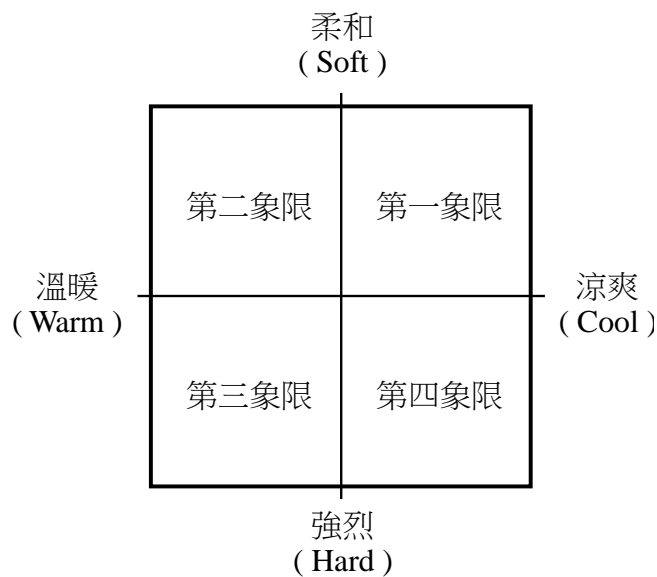 柔和
( Soft )
第二象限
第一象限
溫暖
( Warm )
涼爽
( Cool )
第三象限
第四象限
強烈
( Hard )